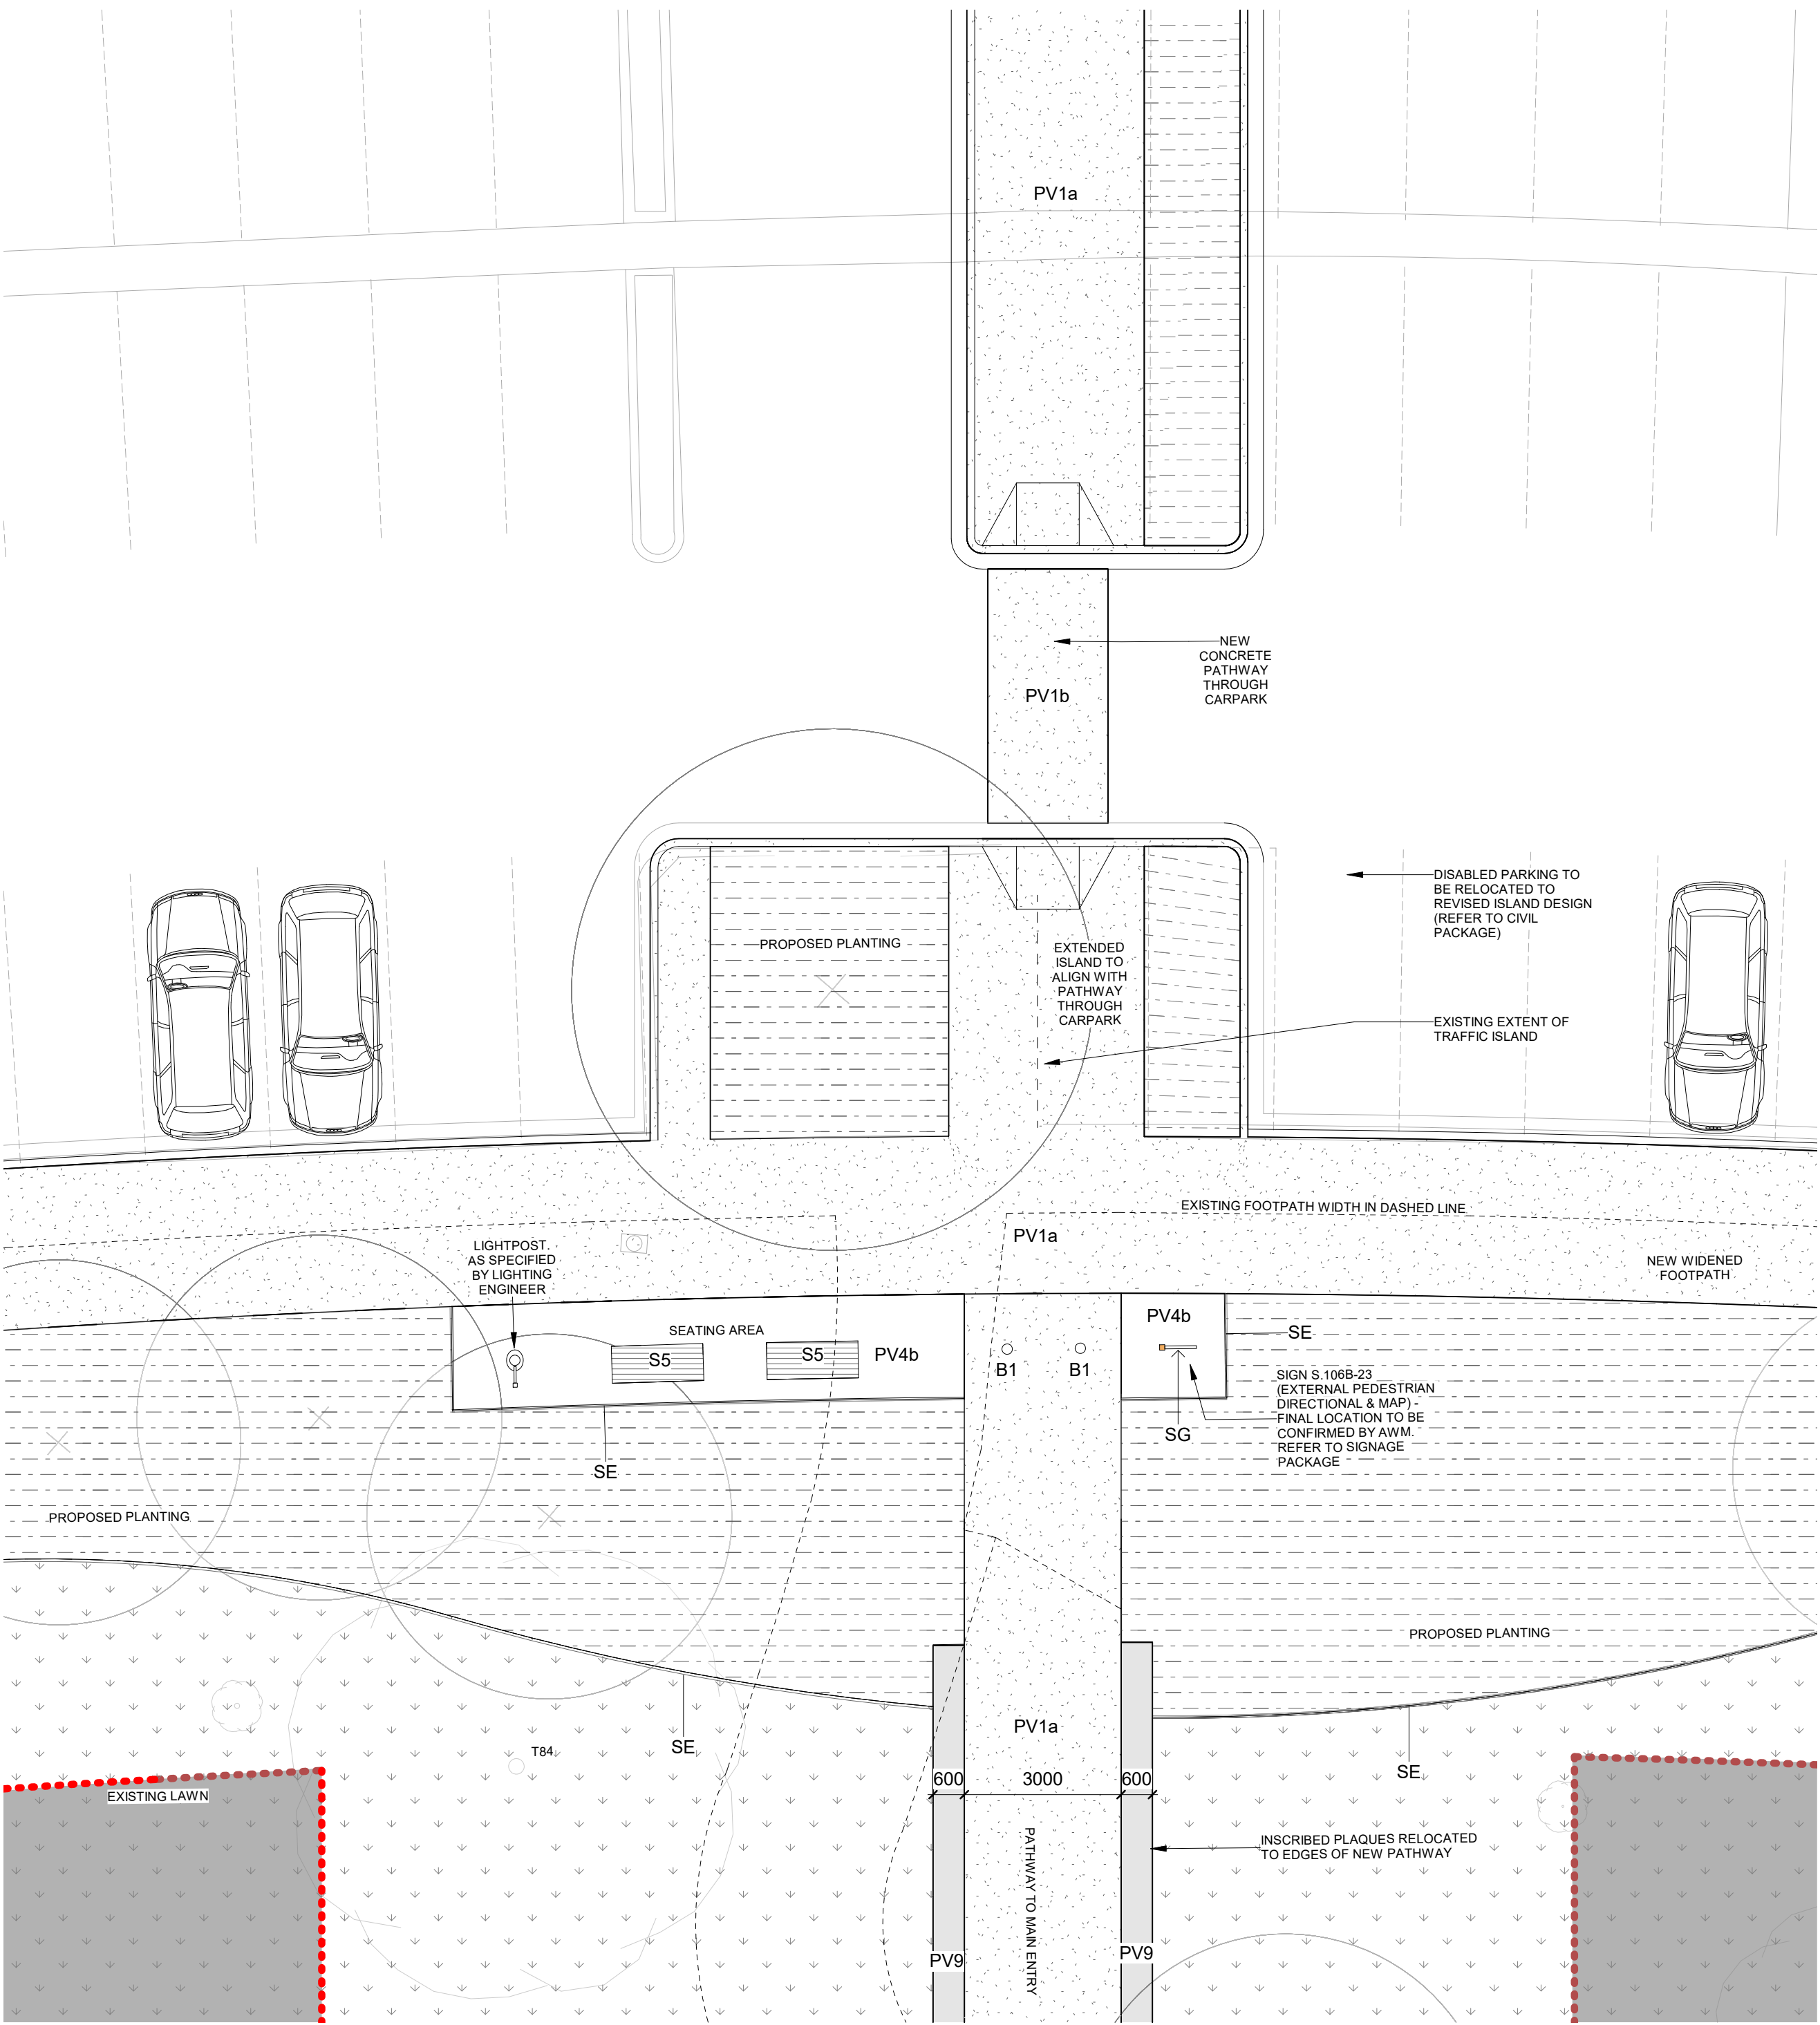 PV1a
NEW
CONCRETE
PATHWAY
THROUGH
CARPARK
PV1b
DISABLED PARKING TO
BE RELOCATED TO
REVISED ISLAND DESIGN
(REFER TO CIVIL
PACKAGE)
PROPOSED PLANTING
EXTENDED
ISLAND TO
ALIGN WITH
PATHWAY
THROUGH
CARPARK
EXISTING EXTENT OF
TRAFFIC ISLAND
EXISTING FOOTPATH WIDTH IN DASHED LINE
PV1a
LIGHTPOST
AS SPECIFIED
BY LIGHTING
ENGINEER
NEW WIDENED
FOOTPATH
SEATING AREA
S5
S5
PV4b
B1
B1
PV4b
SE
SIGN S.106B-23
(EXTERNAL PEDESTRIAN
DIRECTIONAL & MAP) -
FINAL LOCATION TO BE
CONFIRMED BY AWM.
REFER TO SIGNAGE
PACKAGE
SG
SE
PROPOSED PLANTING
PROPOSED PLANTING
PV1a
SE
T84
SE
600
3000
600
EXISTING LAWN
INSCRIBED PLAQUES RELOCATED
TO EDGES OF NEW PATHWAY
PATHWAY TO MAIN ENTRY
PV9
PV9